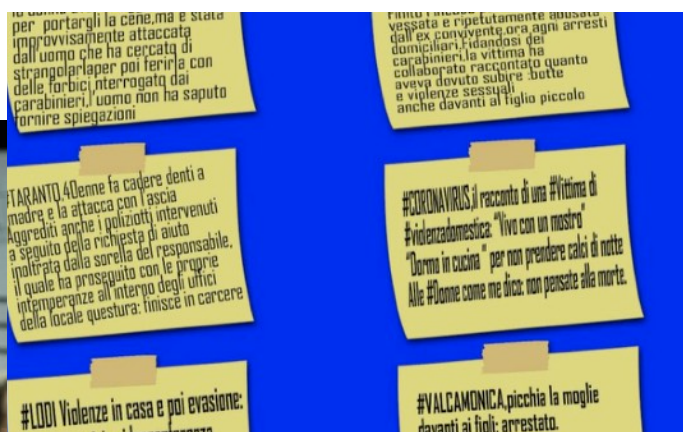 per portargli la cene,ma è stata
improvvisamente attaccata
dall'uomo che ha cercato di
strangolarlaper poi ferirla con
delle forbici,nterrogato dai
carabinieri,l'uomo non ha saputo
fornire spiegazioni
vessata e ripetutamente abusata
dall'ex convivente,ora agni arresti
domiciliari.Fidandosi dei
carabinieri,la vittima ha
collaborato raccontato quanto
aveva dovuto subire :botte
e violenze sessuali
anche davanti al figlio piccolo
#TARANTO,40enne fa cadere denti a
madre e la attacca con l'ascia
Aggrediti anche i poliziotti intervenuti
a seguito della richiesta di aiuto
inoltrata dalla sorella del responsabile,
il quale ha proseguito con le proprie
intemperanze all'interno degli uffici
della locale questura: finisce in carcere
#CORONAVIRUS,il racconto di una #Vittima di
#violenzadomestica: "Vivo con un mostro"
"Dormo in cucina " per non prendere calci di notte
Alle #Donne come me dico: non pensate alla morte.
#LODI Violenze in casa e poi evasione:
#VALCAMONICA,picchia la moglie
davanti ai figli: arrestato.